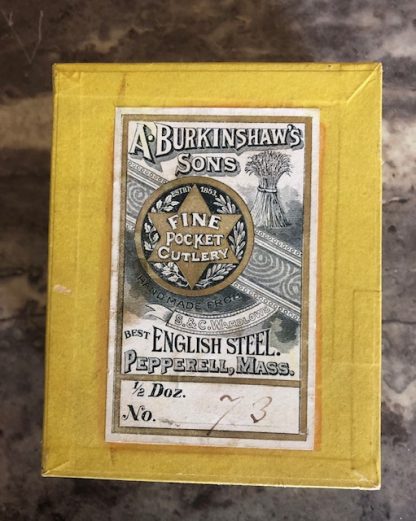 A. BURKINSHAW'S
SONS
ESTD 1853.
FINE
POCKET
CUTLERY
HAND MADE FROM
S. & C. WARDLOW'S
BEST ENGLISH STEEL.
PEPPERELL, MASS.
½ Doz.
No. 73